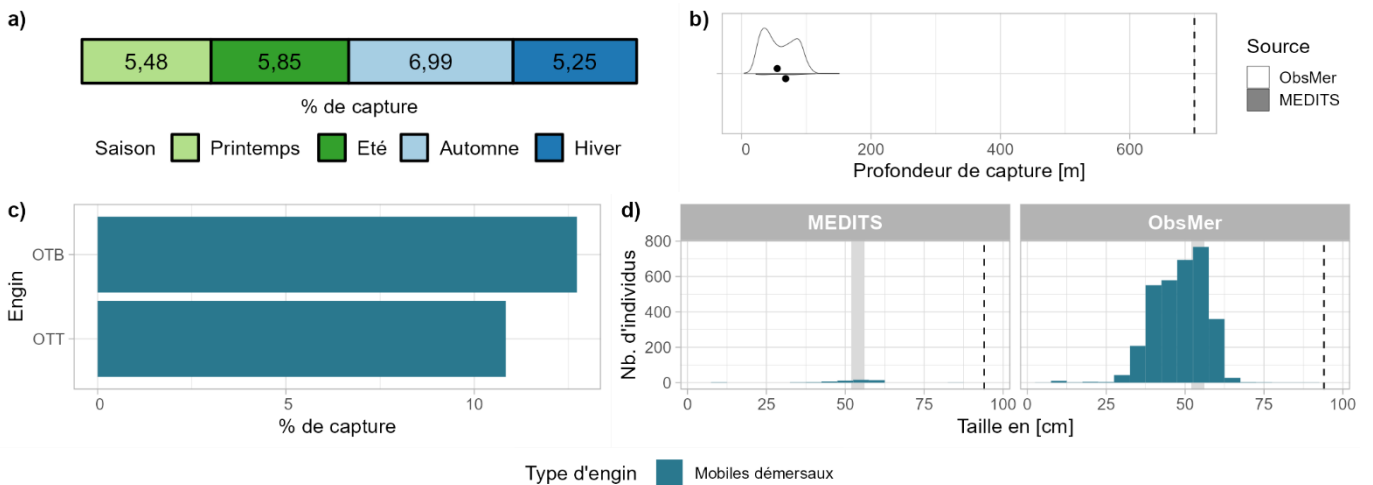 a)
5,48 5,85 6,99 5,25
% de capture
Saison Printemps Eté Automne Hiver
b)
0 200 400 600
Profondeur de capture [m]
Source
ObsMer
MEDITS
c)
Engin
OTB
OTT
0 5 10
% de capture
d)
MEDITS ObsMer
Nb. d'individus
800
600
400
200
0
0 25 50 75 100 0 25 50 75 100
Taille en [cm]
Type d'engin Mobiles démersaux